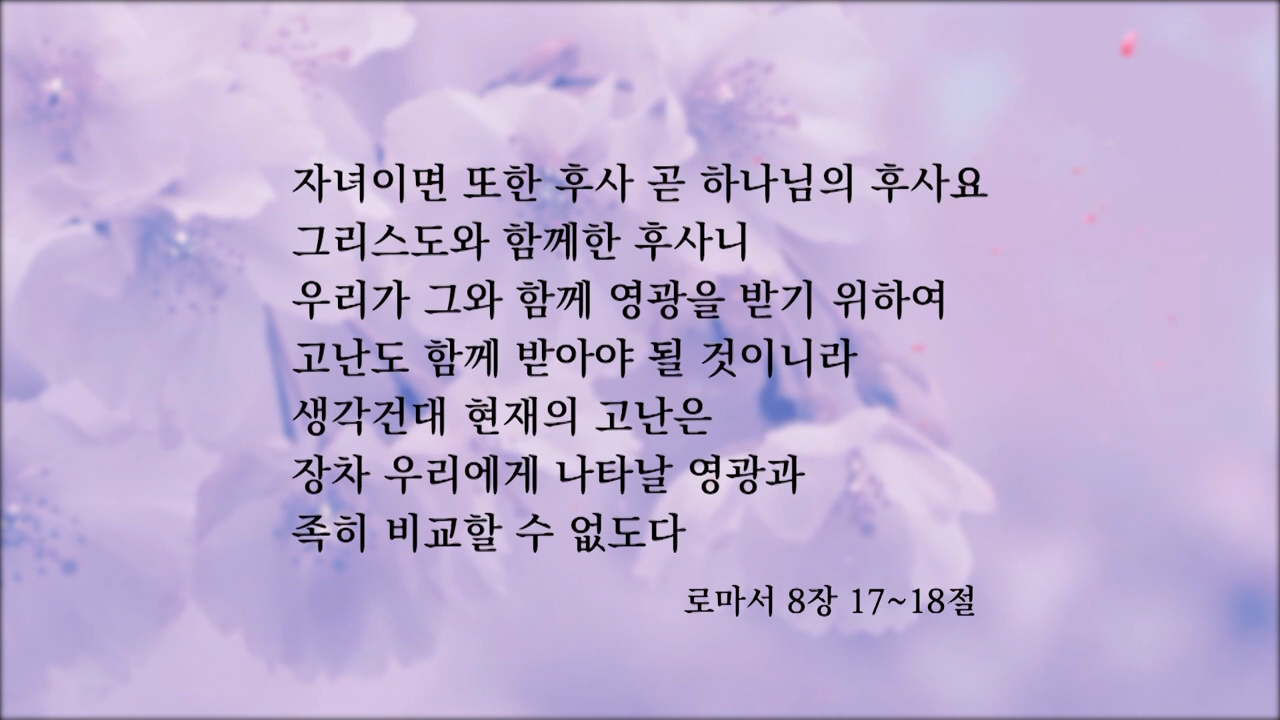 자녀이면 또한 후사 곧 하나님의 후사요
그리스도와 함께한 후사니
우리가 그와 함께 영광을 받기 위하여
고난도 함께 받아야 될 것이니라
생각건대 현재의 고난은
장차 우리에게 나타날 영광과
족히 비교할 수 없도다
로마서 8장 17~18절